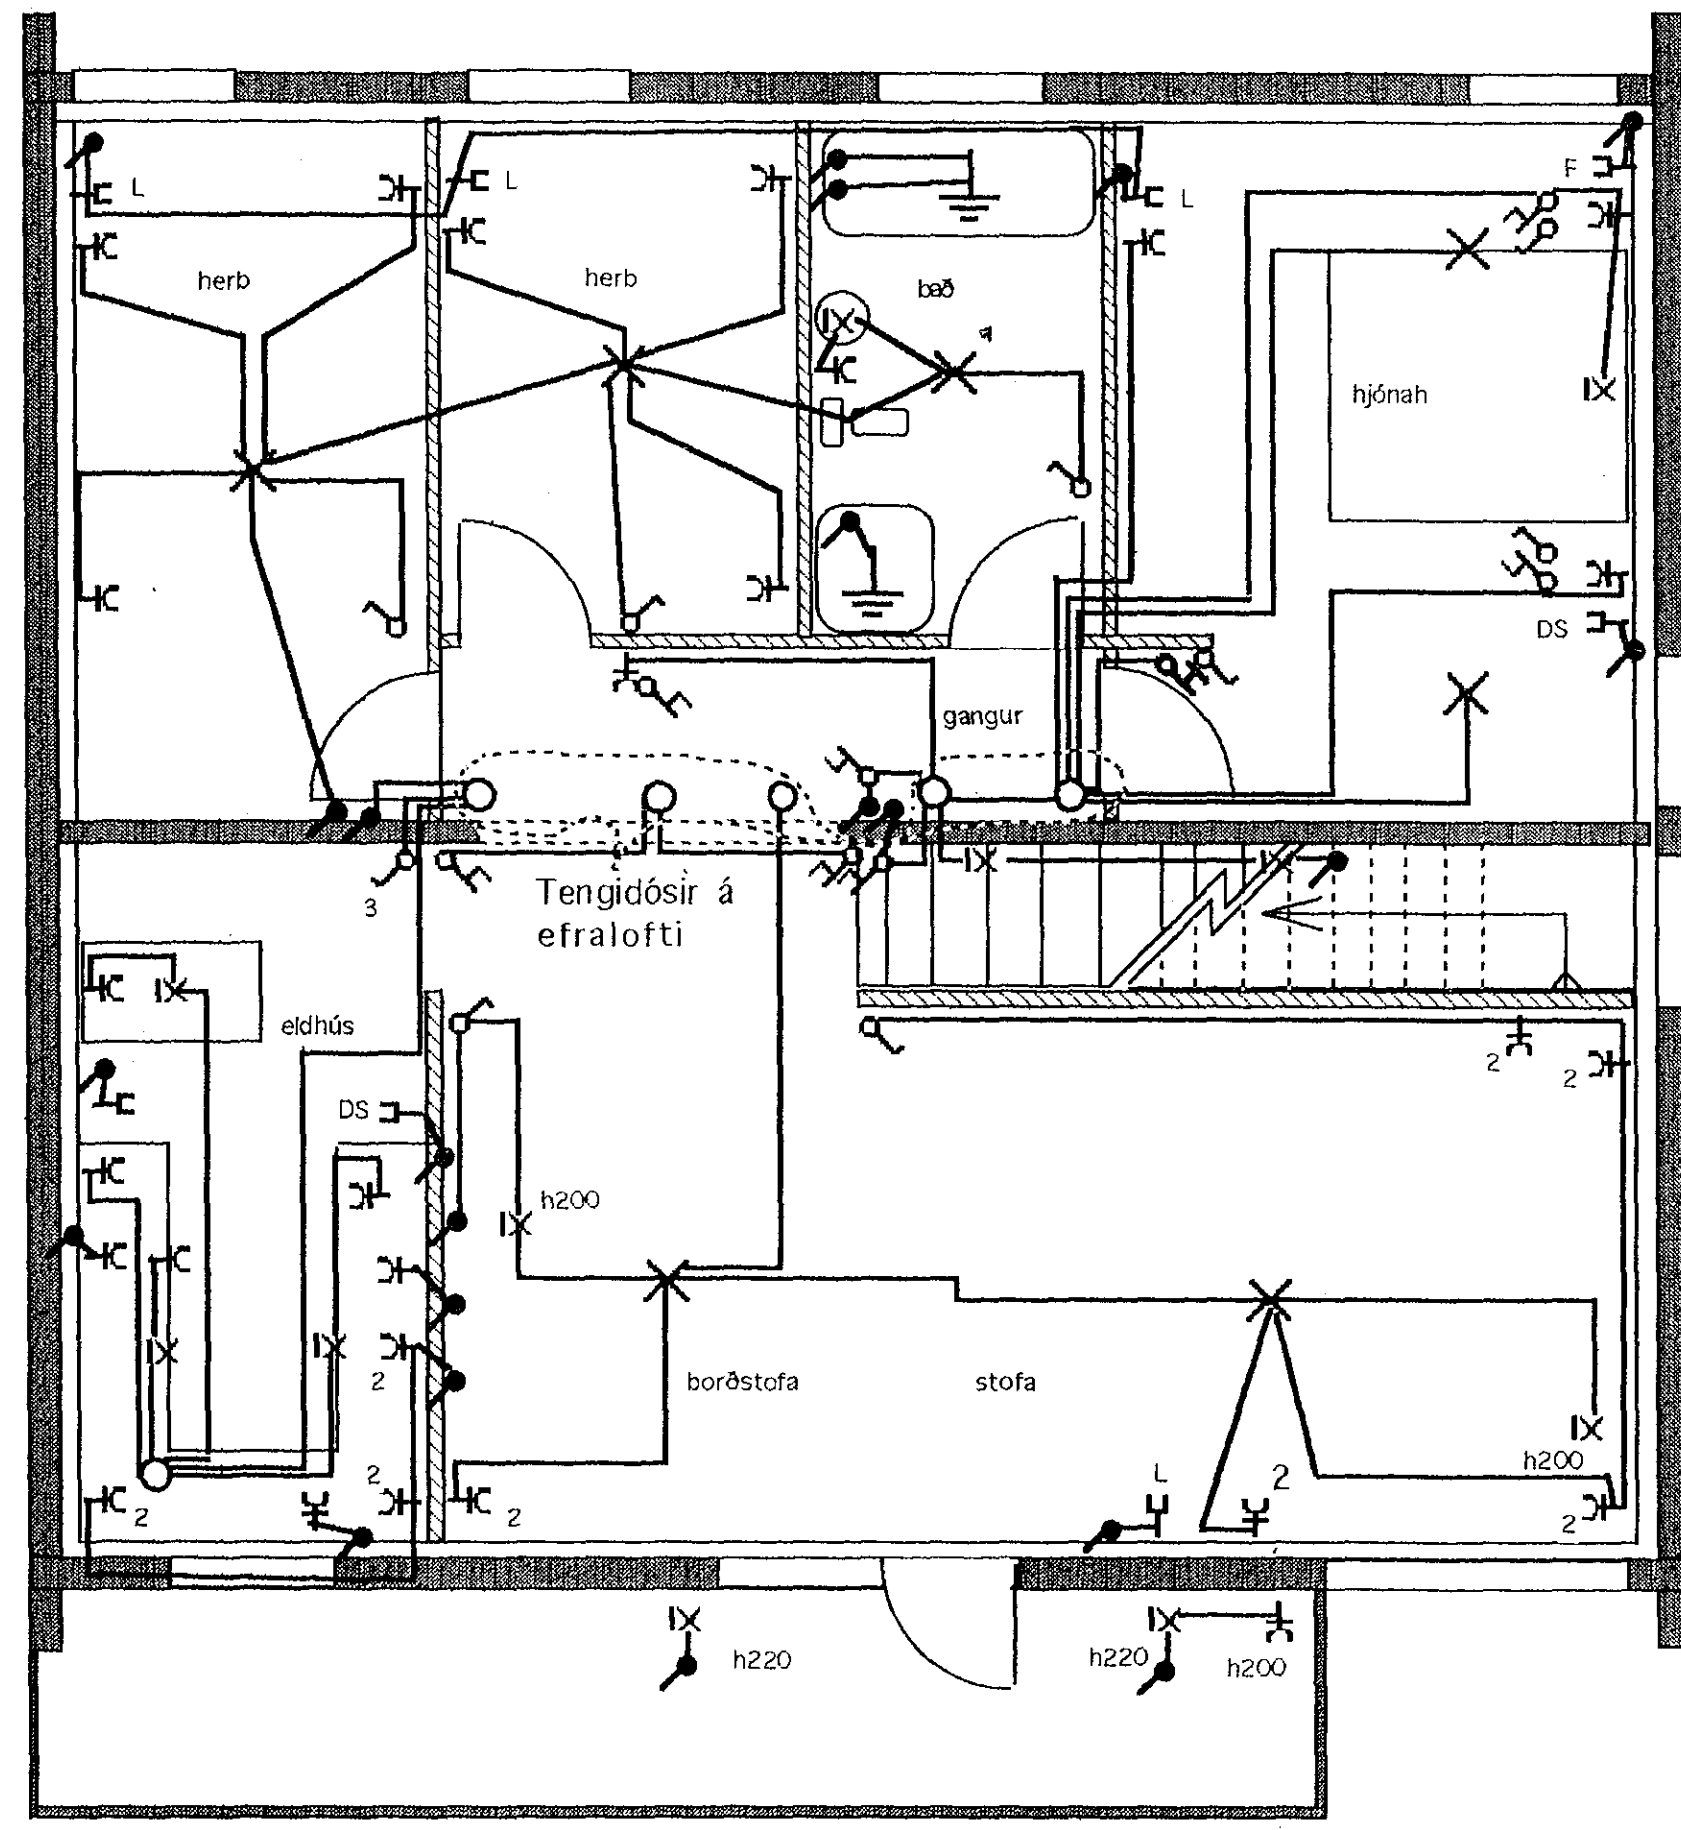 F
L
L
L
herb
herb
bað
hjónah
DS
gangur
Tengidósir á
efralofti
3
eldhús
2
2
DS
h200
2
borðstofa
stofa
h200
L
2
2
2
2
2
h220
h220
h200